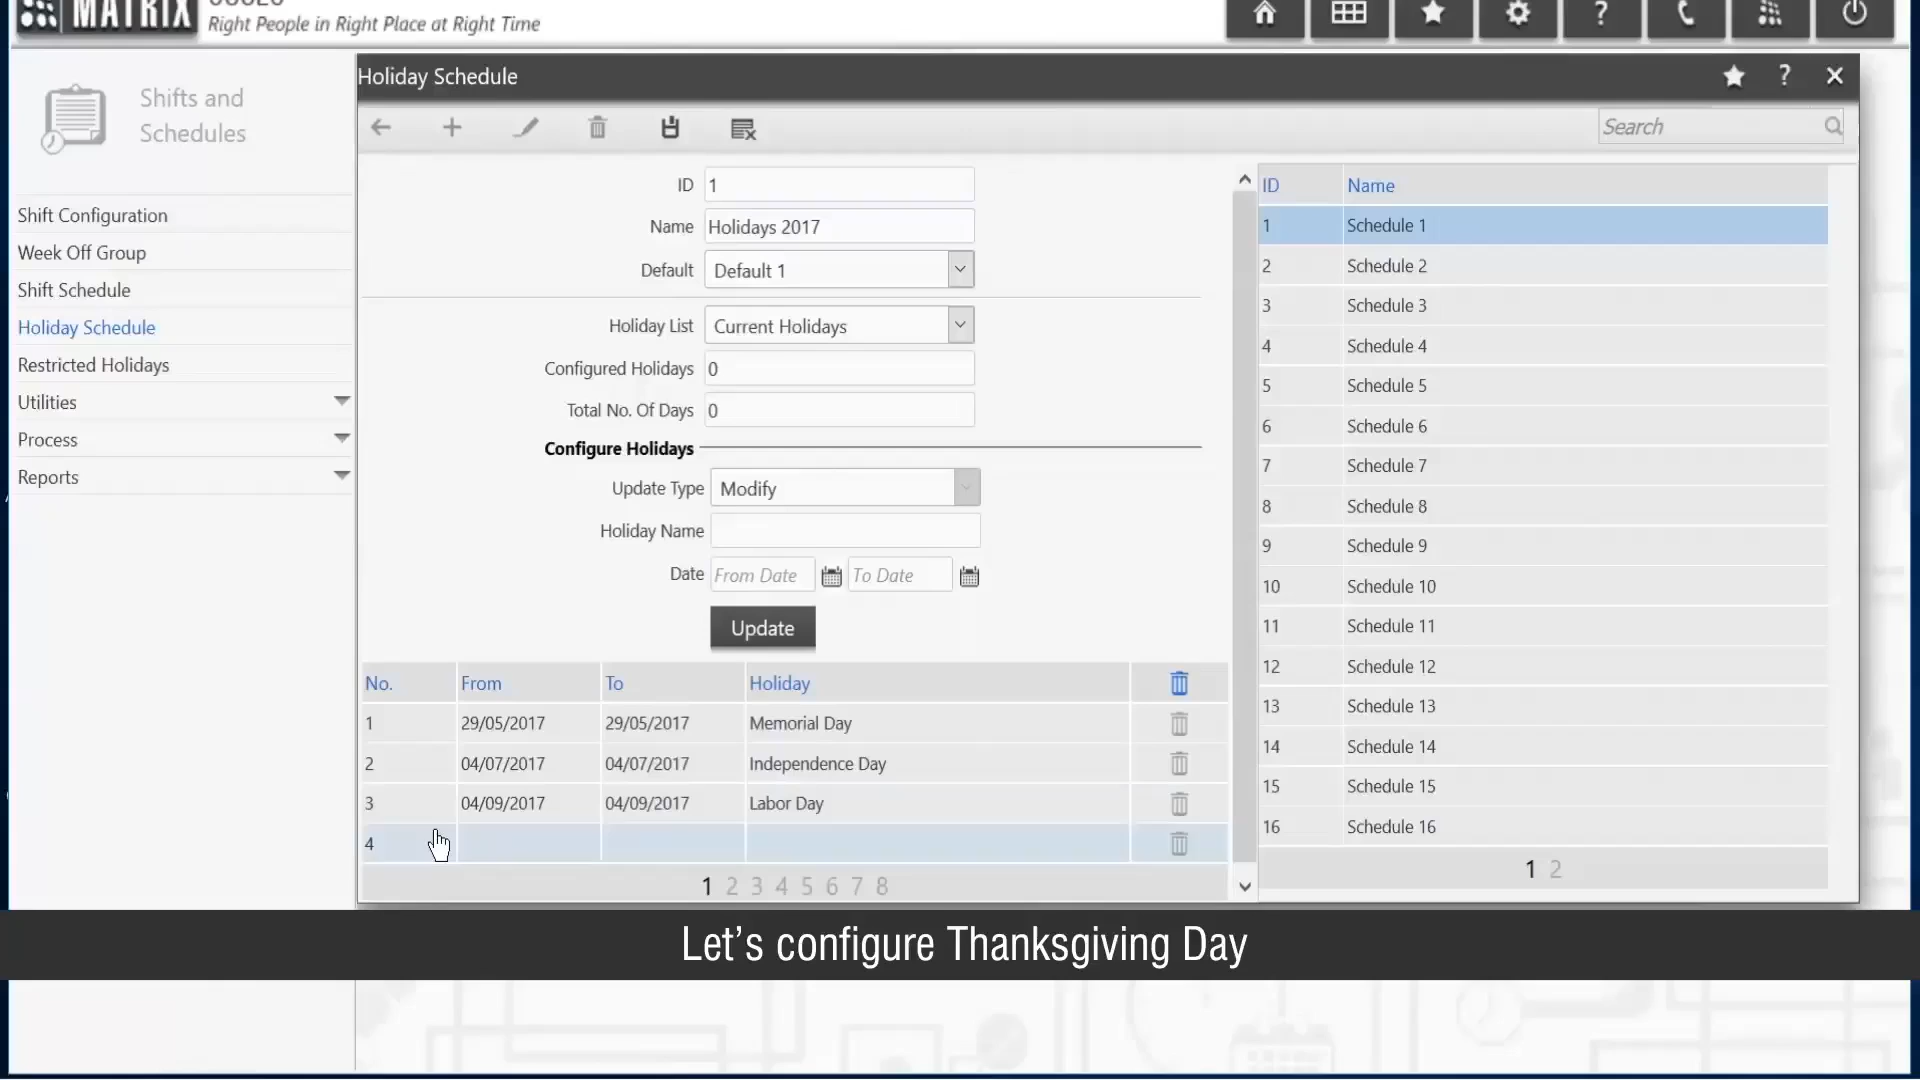 MATRIX
Right People in Right Place at Right Time
Shifts and
Schedules
Shift Configuration
Week Off Group
Shift Schedule
Holiday Schedule
Restricted Holidays
Utilities
Process
Reports
Holiday Schedule
?
Search
ID 1
Name Holidays 2017
Default Default 1
Holiday List Current Holidays
Configured Holidays 0
Total No. Of Days 0
Configure Holidays
Update Type Modify
Holiday Name
Date From Date To Date
Update
No. From To Holiday
1 29/05/2017 29/05/2017 Memorial Day
2 04/07/2017 04/07/2017 Independence Day
3 04/09/2017 04/09/2017 Labor Day
4
1 2 3 4 5 6 7 8
ID Name
1 Schedule 1
2 Schedule 2
3 Schedule 3
4 Schedule 4
5 Schedule 5
6 Schedule 6
7 Schedule 7
8 Schedule 8
9 Schedule 9
10 Schedule 10
11 Schedule 11
12 Schedule 12
13 Schedule 13
14 Schedule 14
15 Schedule 15
16 Schedule 16
1 2
Let’s configure Thanksgiving Day